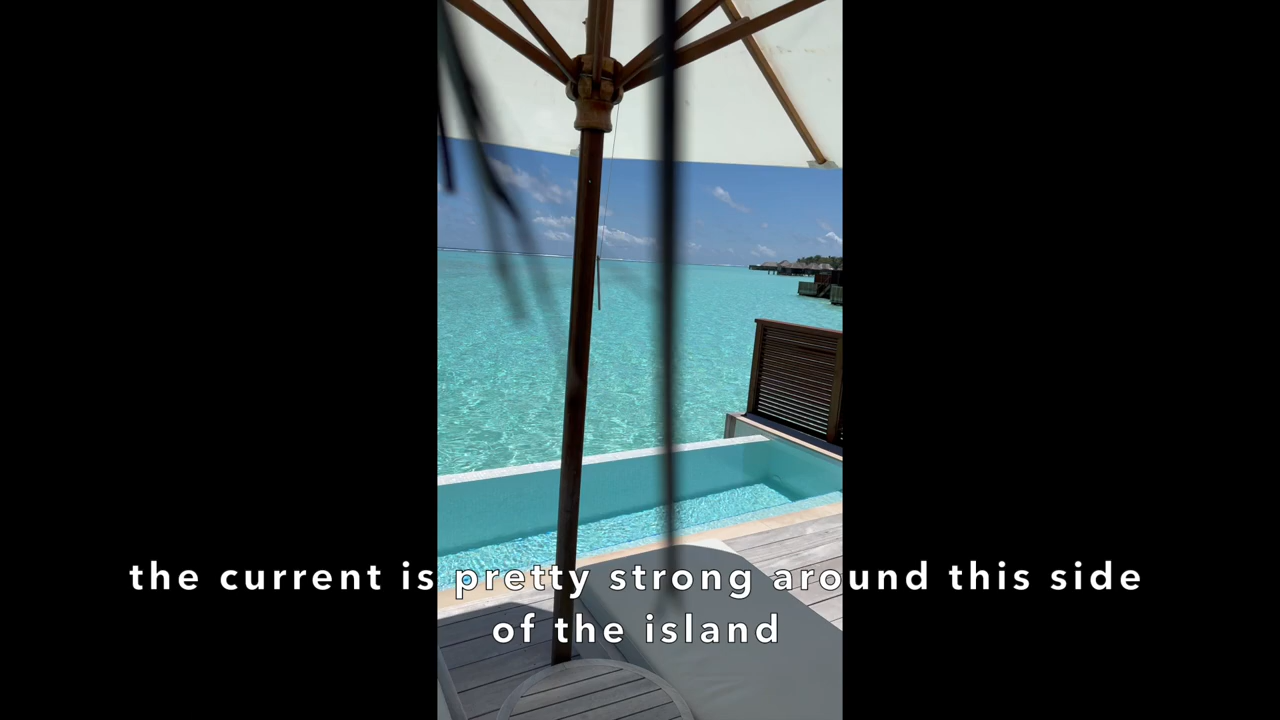 the current is pretty strong around this side
of the island